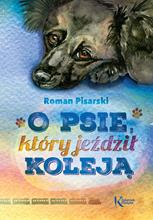 Roman Pisarski
O PSIE,
który jeździł
KOLEJĄ